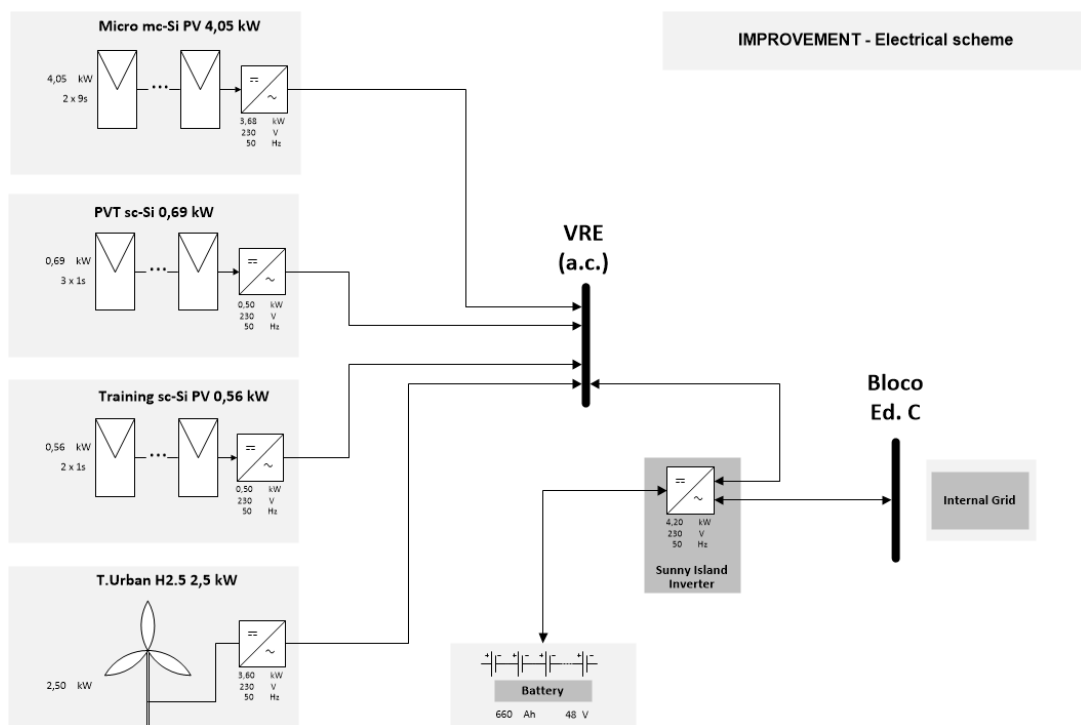 Micro mc-Si PV 4,05 kW
4,05 kW
2 x 9s
3,68 kW
230 V
50 Hz
IMPROVEMENT - Electrical scheme
PVT sc-Si 0,69 kW
0,69 kW
3 x 1s
0,50 kW
230 V
50 Hz
VRE
(a.c.)
Training sc-Si PV 0,56 kW
0,56 kW
2 x 1s
0,50 kW
230 V
50 Hz
Bloco
Ed. C
Internal Grid
4,20 kW
230 V
50 Hz
Sunny Island
Inverter
T.Urban H2.5 2,5 kW
2,50 kW
3,60 kW
230 V
50 Hz
+ - + - + - + -
Battery
660 Ah 48 V